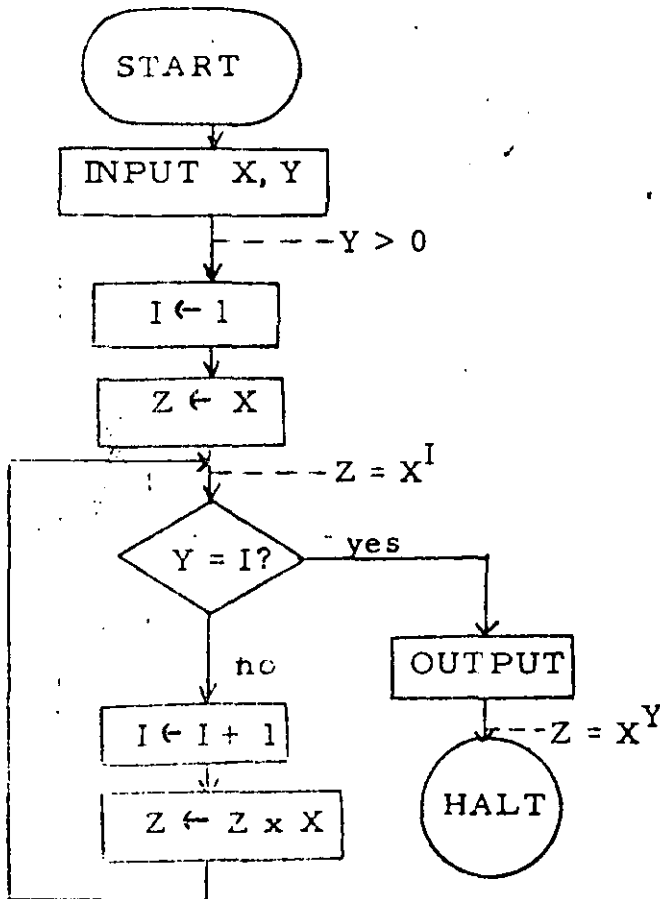 START
INPUT X, Y
Y > 0
I ← 1
Z ← X
Z = X^I
Y = I?
yes
no
OUTPUT
I ← I + 1
Z = X^Y
Z ← Z x X
HALT